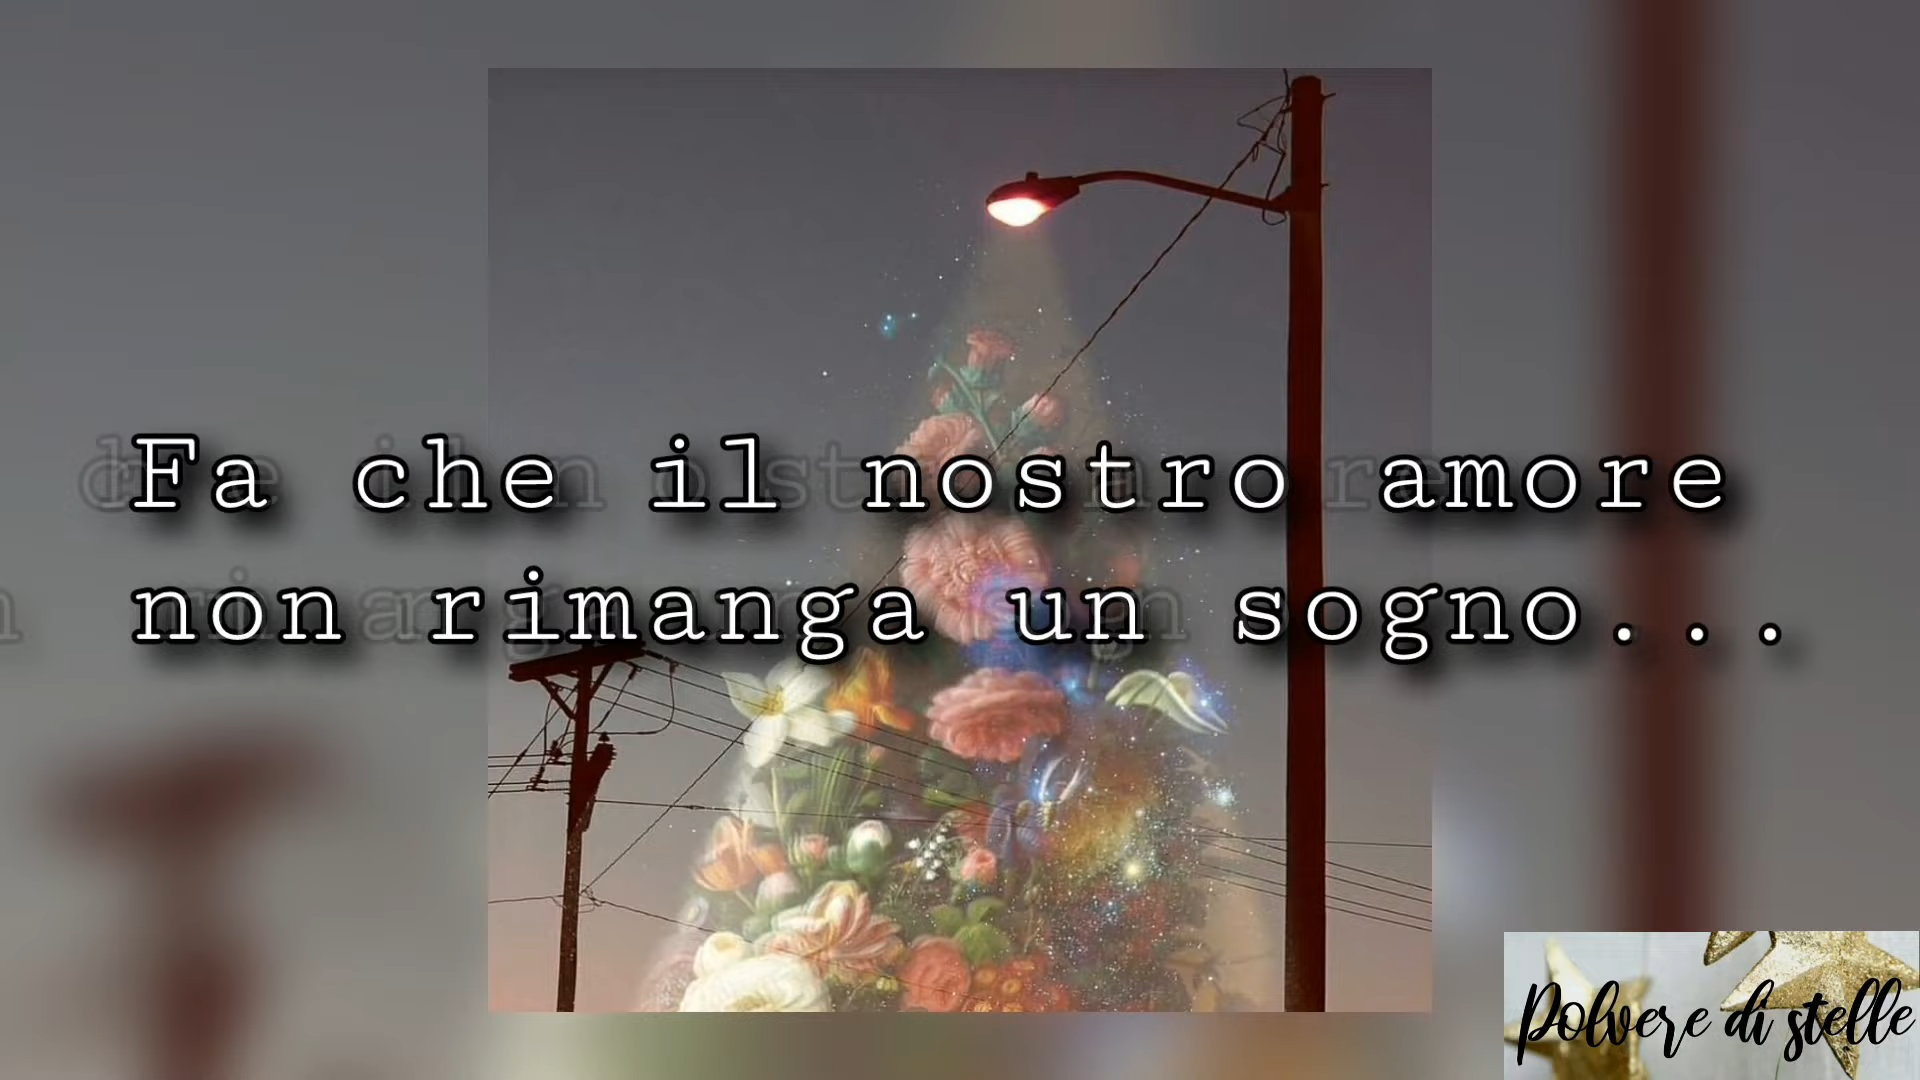 Fa che il nostro amore
non rimanga un sogno...
Polvere di stelle